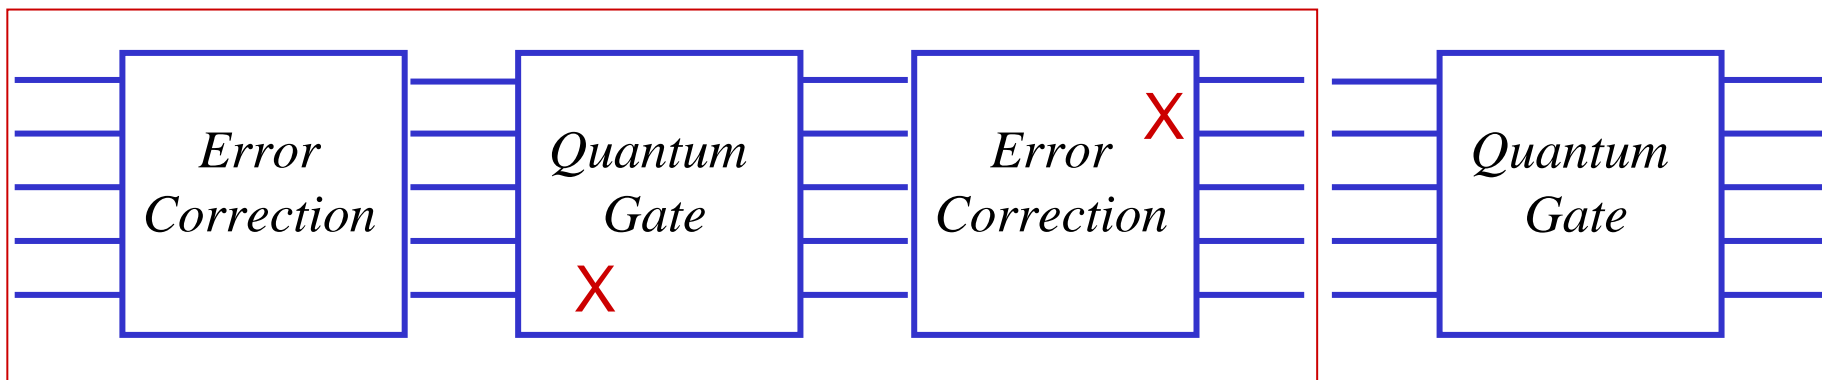 Error
Correction
Quantum
Gate
X
Error
Correction
X
Quantum
Gate